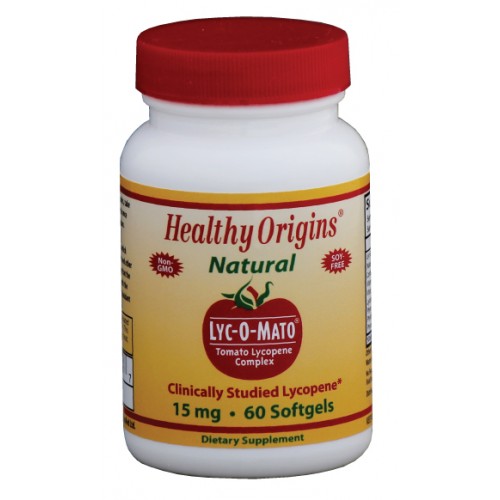 Healthy Origins®
Natural
Non-
GMO
SOY-
FREE
LYC-O-MATO®
Tomato Lycopene
Complex
Clinically Studied Lycopene*
15 mg • 60 Softgels
Dietary Supplement